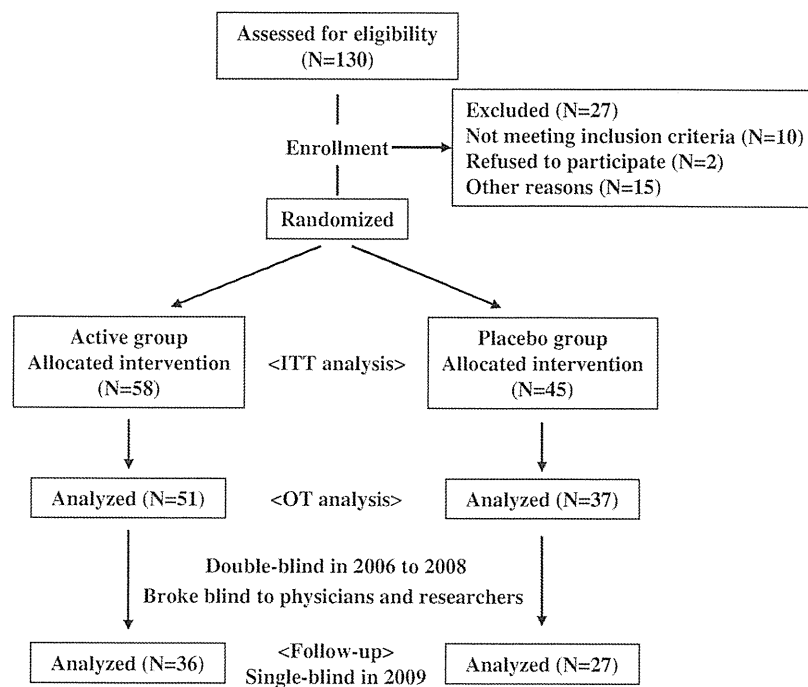 Assessed for eligibility
(N=130)
Excluded (N=27)
Not meeting inclusion criteria (N=10)
Refused to participate (N=2)
Other reasons (N=15)
Enrollment
Randomized
Active group
Allocated intervention
(N=58)
<ITT analysis>
Placebo group
Allocated intervention
(N=45)
Analyzed (N=51)
<OT analysis>
Analyzed (N=37)
Double-blind in 2006 to 2008
Broke blind to physicians and researchers
Analyzed (N=36)
<Follow-up>
Single-blind in 2009
Analyzed (N=27)